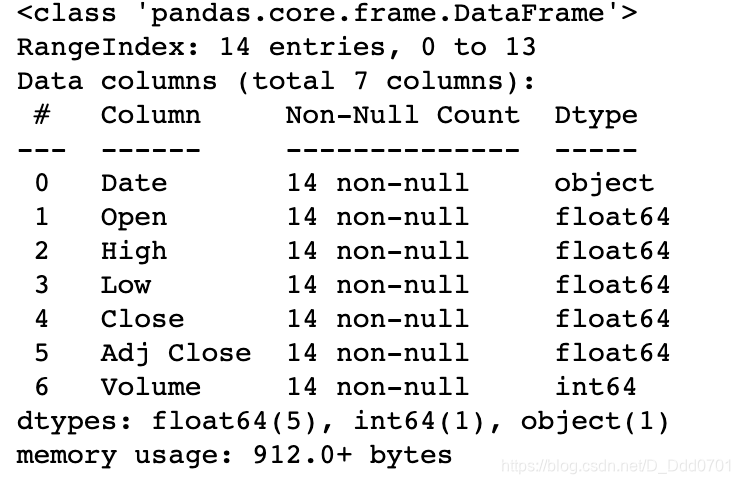 <class 'pandas.core.frame.DataFrame'>
RangeIndex: 14 entries, 0 to 13
Data columns (total 7 columns):
 #   Column     Non-Null Count  Dtype
---  ------     --------------  -----
 0   Date       14 non-null     object
 1   Open       14 non-null     float64
 2   High       14 non-null     float64
 3   Low        14 non-null     float64
 4   Close      14 non-null     float64
 5   Adj Close  14 non-null     float64
 6   Volume     14 non-null     int64
dtypes: float64(5), int64(1), object(1)
memory usage: 912.0+ bytes
https://blog.csdn.net/D_Ddd0701